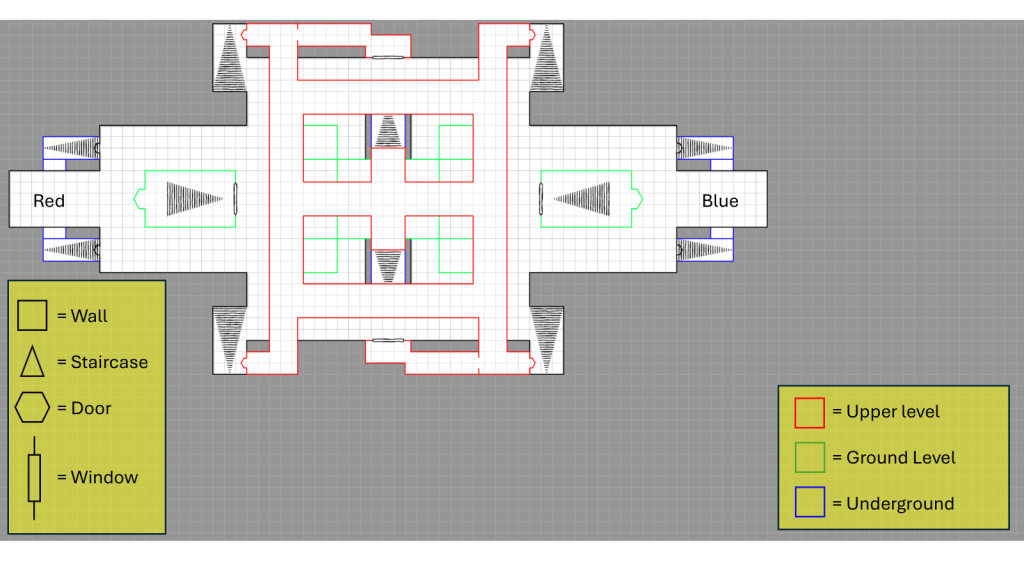 Red
Blue
= Wall
= Staircase
= Door
= Window
= Upper level
= Ground Level
= Underground